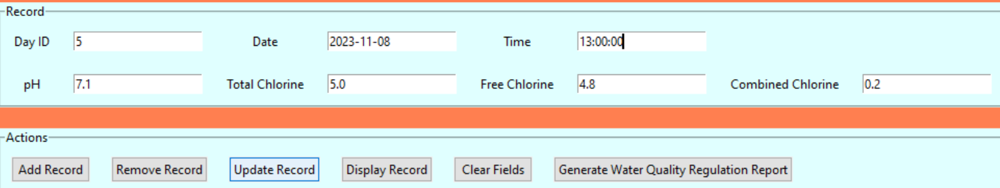 Record
Day ID 5 Date 2023-11-08 Time 13:00:00
pH 7.1 Total Chlorine 5.0 Free Chlorine 4.8 Combined Chlorine 0.2
Actions
Add Record Remove Record Update Record Display Record Clear Fields Generate Water Quality Regulation Report